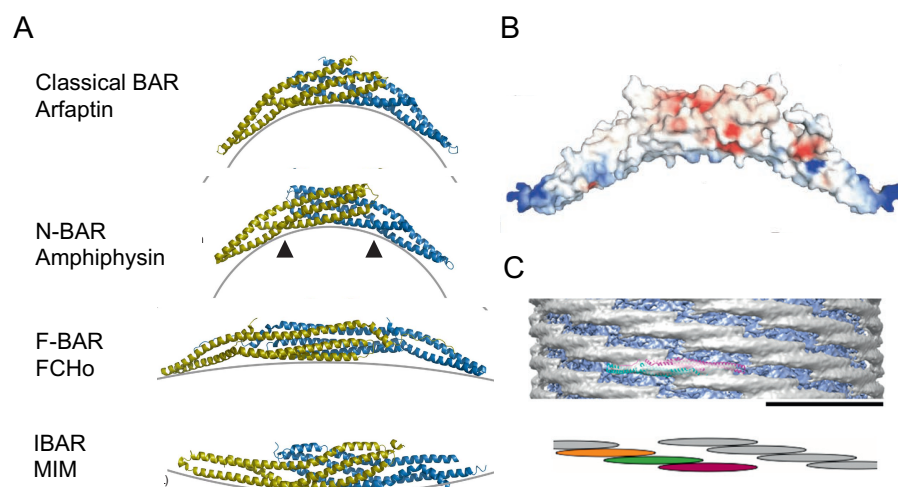 A
B
Classical BAR
Arfaptin
N-BAR
Amphiphysin
C
F-BAR
FCHo
IBAR
MIM
)